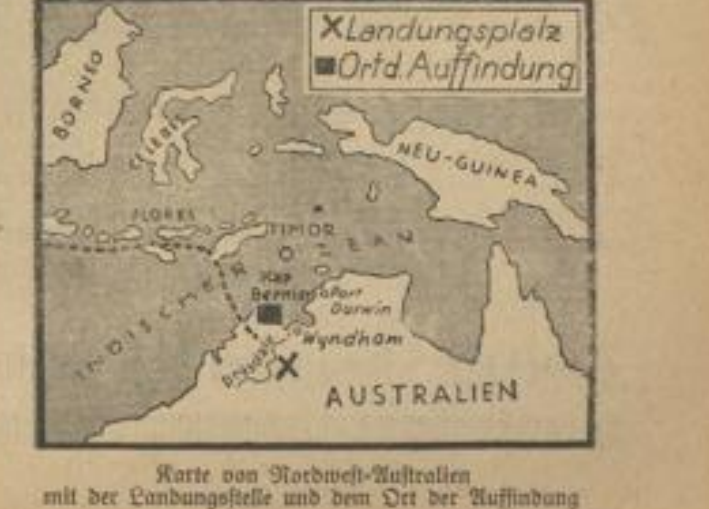 XLandungsplatz
Ort d. Auffindung
BORNEO
CELEBES
NEU-GUINEA
FLORES
TIMOR
INDISCHER OZEAN
Kap
Bernier
Port
Darwin
Wyndham
AUSTRALIEN
Karte von Nordwest-Australien
mit der Landungsstelle und dem Ort der Auffindung